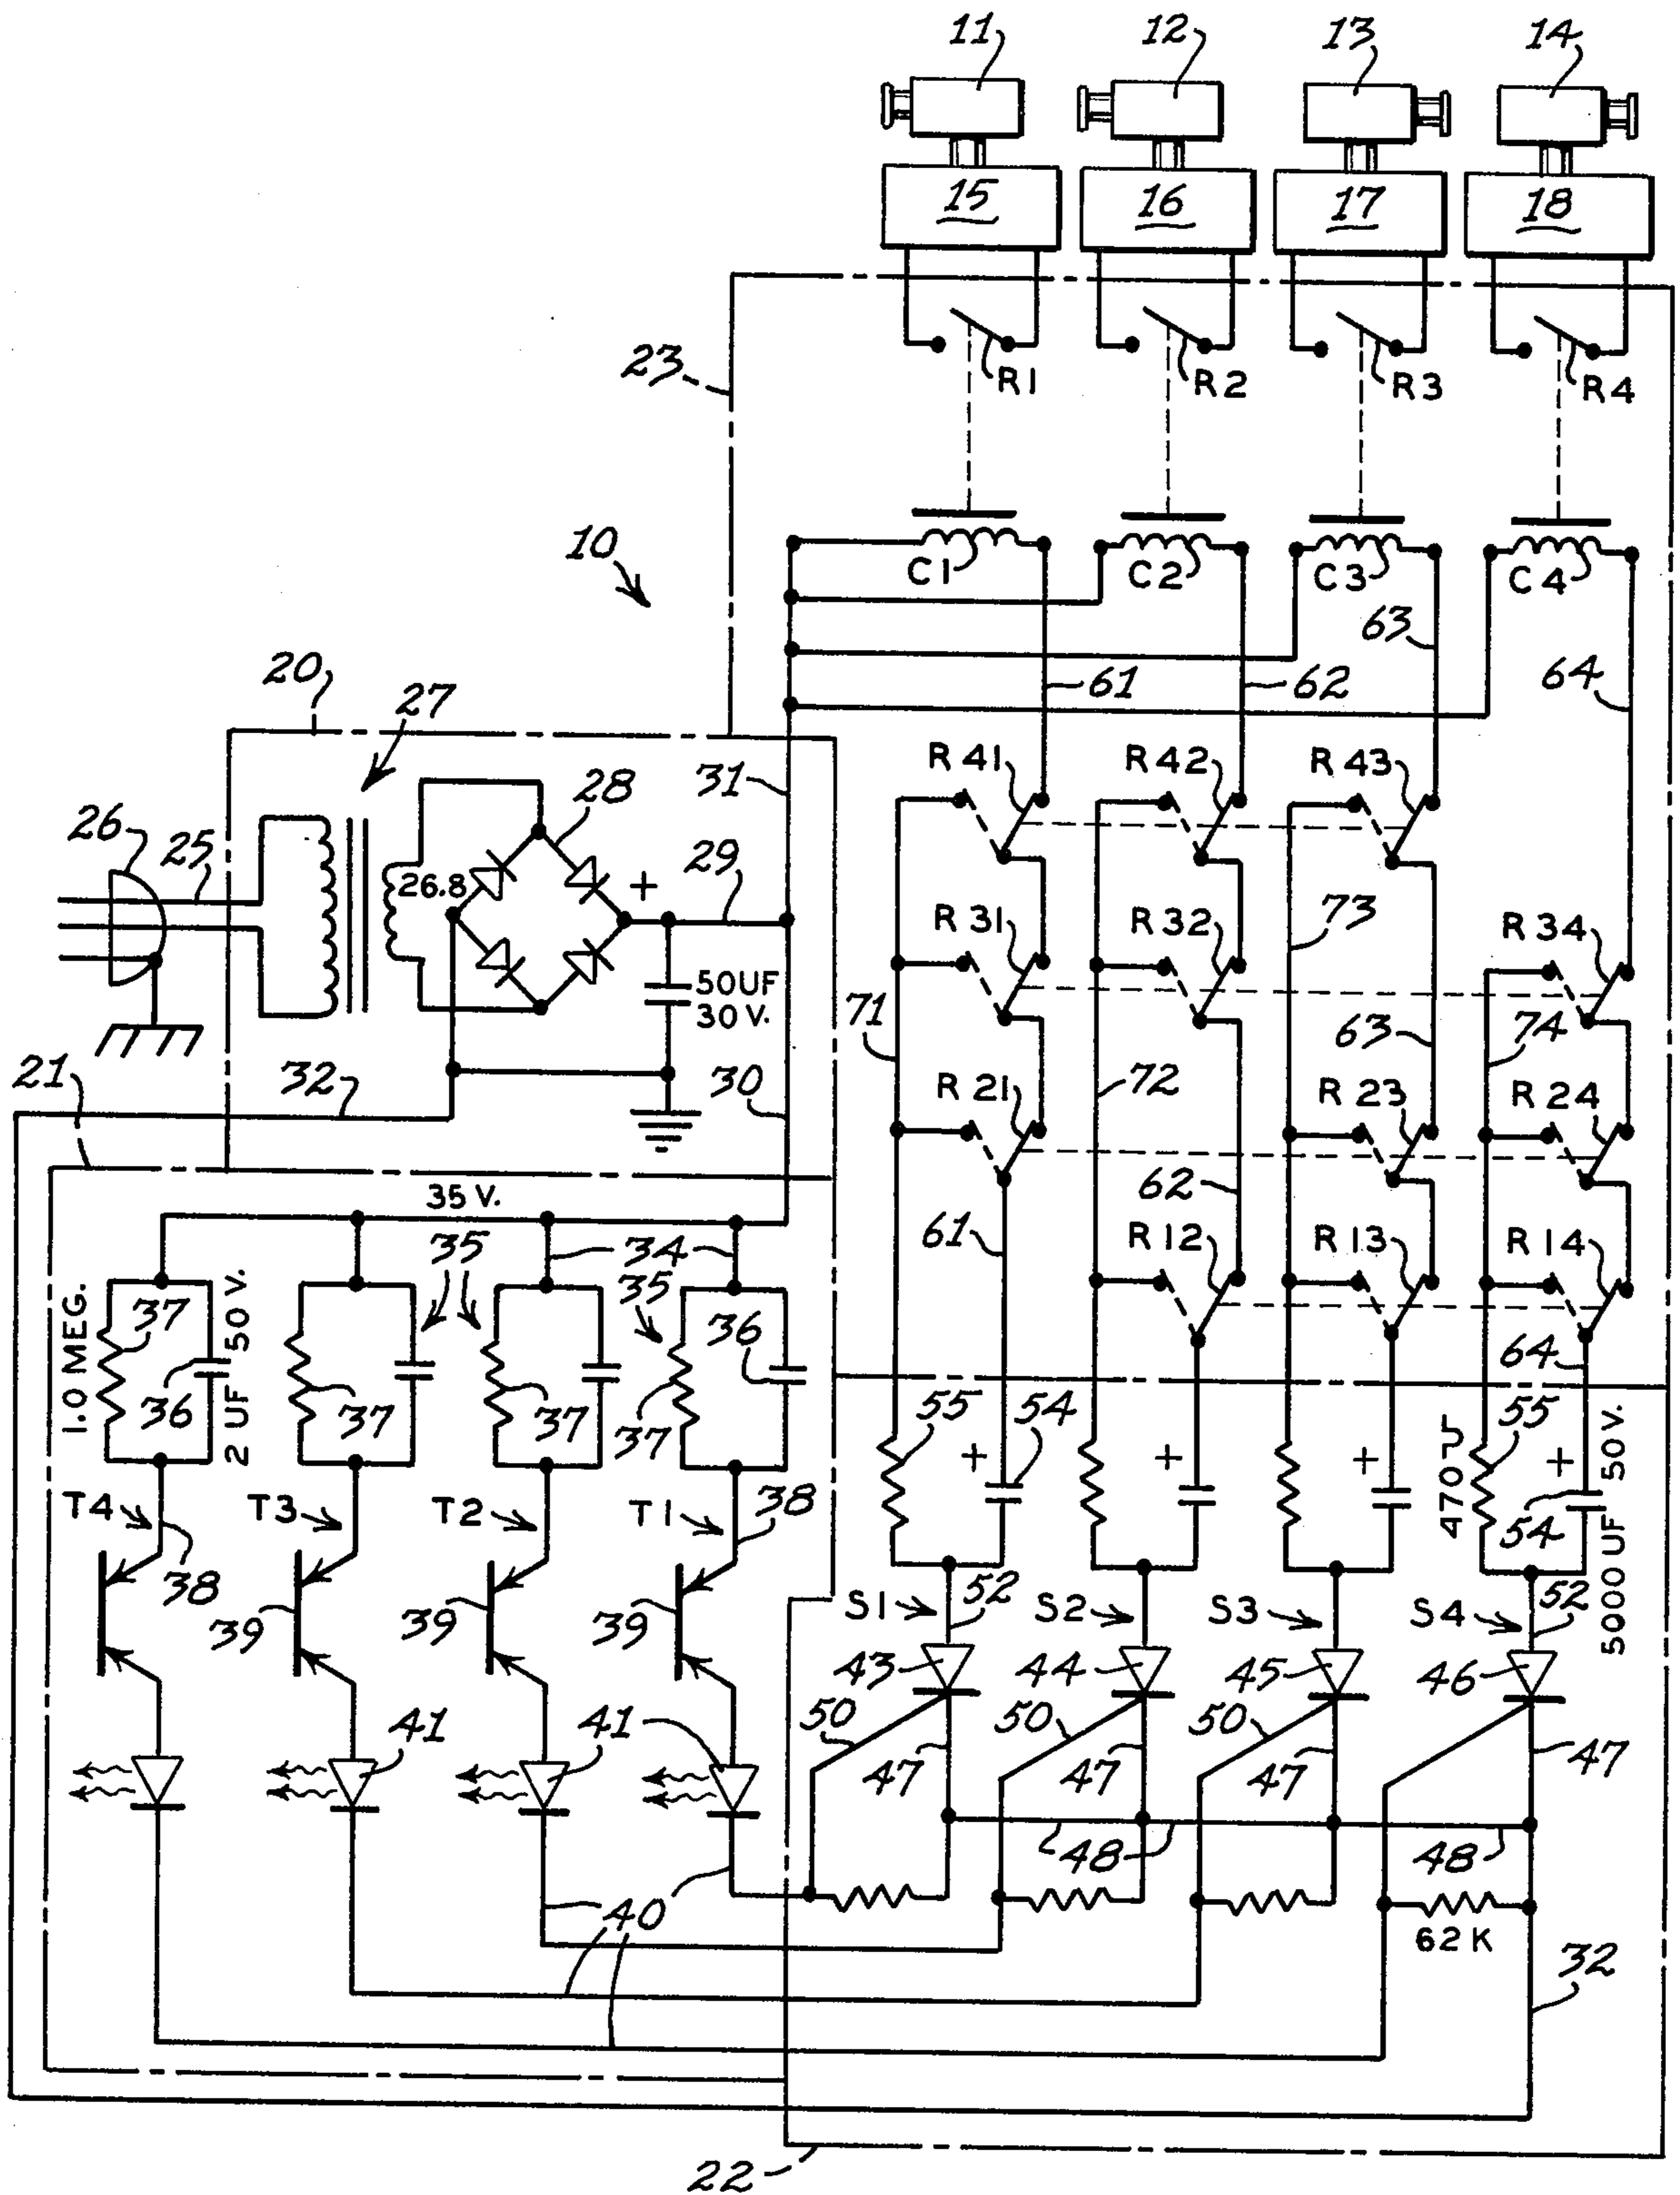 11 12 13 14
15 16 17 18
23
R1 R2 R3 R4
10
C1 C2 C3 C4
63
20 27 61 62 64
31 R41 R42 R43
26 25 28
26.8 + 29
R31 R32 73 R34
50UF
30 V.
71 63 74
21 32 30 72
R21 R23 R24
35 V. 62
35 34 61 R12 R13 R14
35
37 36 64
1.0 MEG. 36 2 UF 50 V. 37 37 37
55 54 55
+ + + +
470 ℧ 54 5000 UF 50 V.
T4 T3 T2 T1 38
38 52 52
S1 S2 S3 S4
39 39 39
43 44 45 46
41 41 50 50 50
47 47 47 47
48 48
40
62 K
32
22